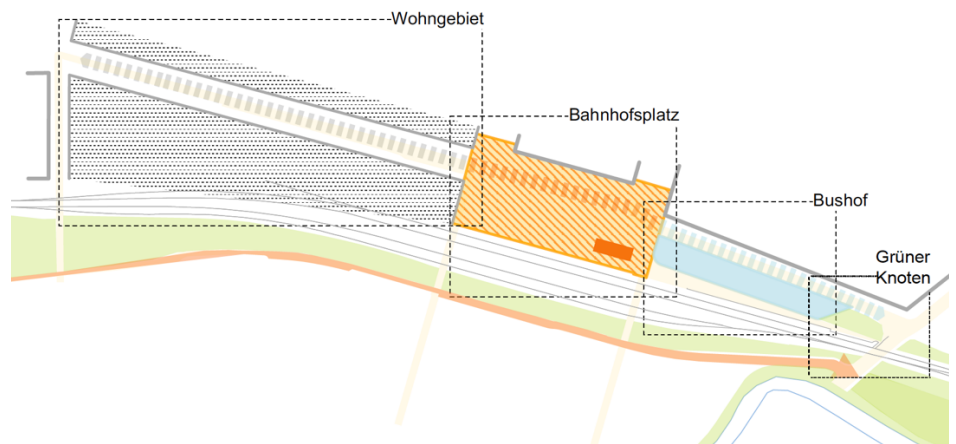 Wohngebiet
Bahnhofsplatz
Bushof
Grüner
Knoten